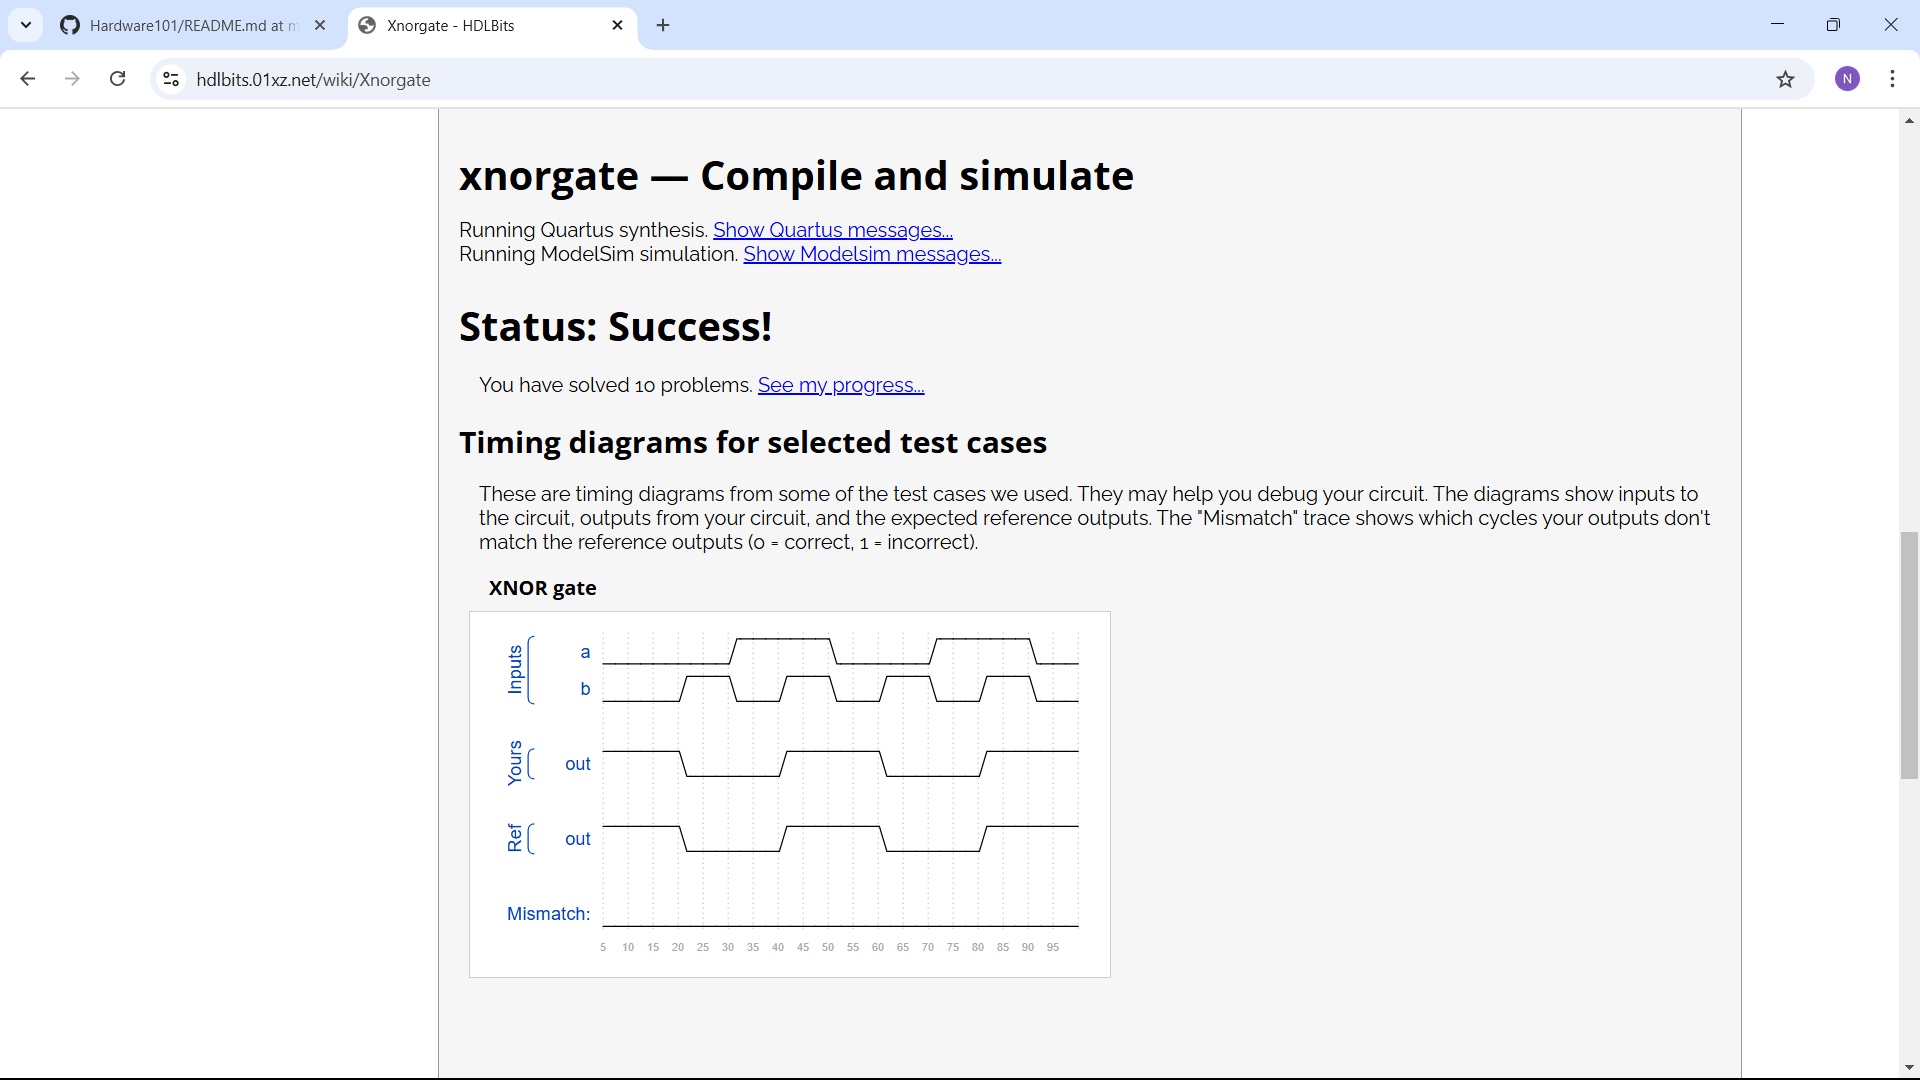 Hardware101/README.md at m
Xnorgate - HDLBits
hdlbits.01xz.net/wiki/Xnorgate
N
xnorgate — Compile and simulate
Running Quartus synthesis. Show Quartus messages...
Running ModelSim simulation. Show Modelsim messages...
Status: Success!
You have solved 10 problems. See my progress...
Timing diagrams for selected test cases
These are timing diagrams from some of the test cases we used. They may help you debug your circuit. The diagrams show inputs to
the circuit, outputs from your circuit, and the expected reference outputs. The "Mismatch" trace shows which cycles your outputs don't
match the reference outputs (0 = correct, 1 = incorrect).
XNOR gate
Inputs
a
b
Yours
out
Ref
out
Mismatch:
5 10 15 20 25 30 35 40 45 50 55 60 65 70 75 80 85 90 95